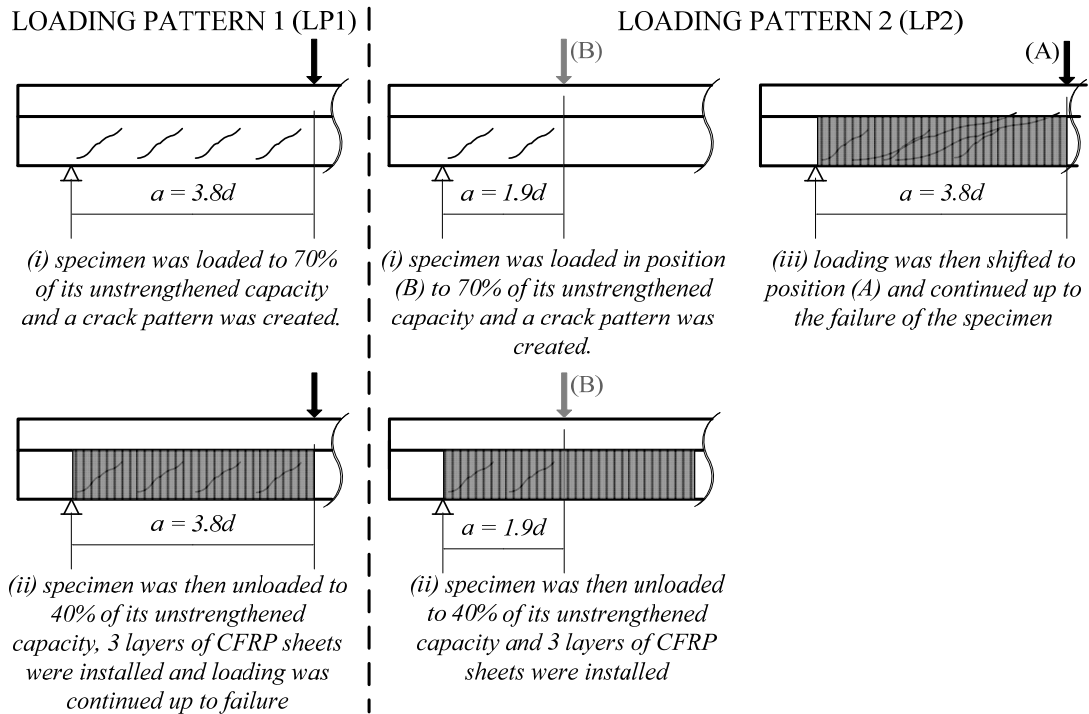 LOADING PATTERN 1 (LP1)
a = 3.8d
(i) specimen was loaded to 70%
of its unstrengthened capacity
and a crack pattern was created.
a = 3.8d
(ii) specimen was then unloaded to
40% of its unstrengthened
capacity, 3 layers of CFRP sheets
were installed and loading was
continued up to failure
LOADING PATTERN 2 (LP2)
(B)
a = 1.9d
(i) specimen was loaded in position
(B) to 70% of its unstrengthened
capacity and a crack pattern was
created.
(B)
a = 1.9d
(ii) specimen was then unloaded
to 40% of its unstrengthened
capacity and 3 layers of CFRP
sheets were installed
(A)
a = 3.8d
(iii) loading was then shifted to
position (A) and continued up to
the failure of the specimen